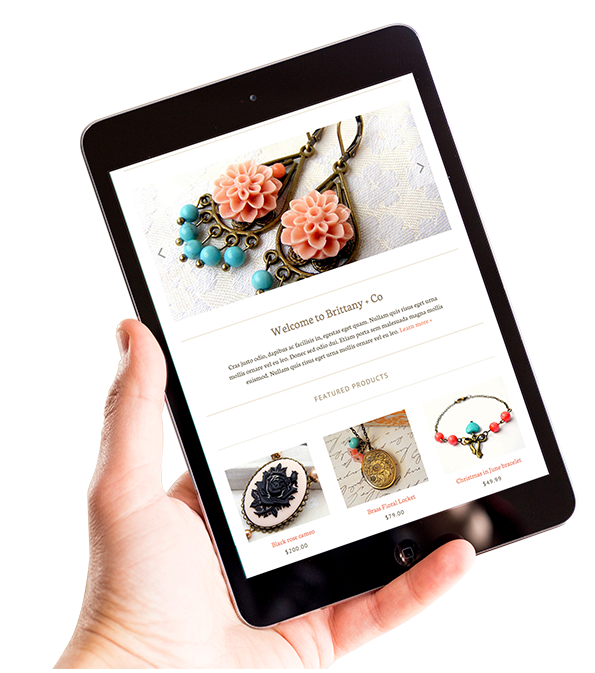 Welcome to Brittany + Co
Cras justo odio, dapibus ac facilisis in, egestas eget quam. Nullam quis risus eget urna
mollis ornare vel eu leo. Donec sed odio dui. Etiam porta sem malesuada magna mollis
euismod. Nullam quis risus eget urna mollis ornare vel eu leo. Learn more »
FEATURED PRODUCTS
Black rose cameo
$200.00
Brass Floral Locket
$79.00
Christmas in June bracelet
$49.99